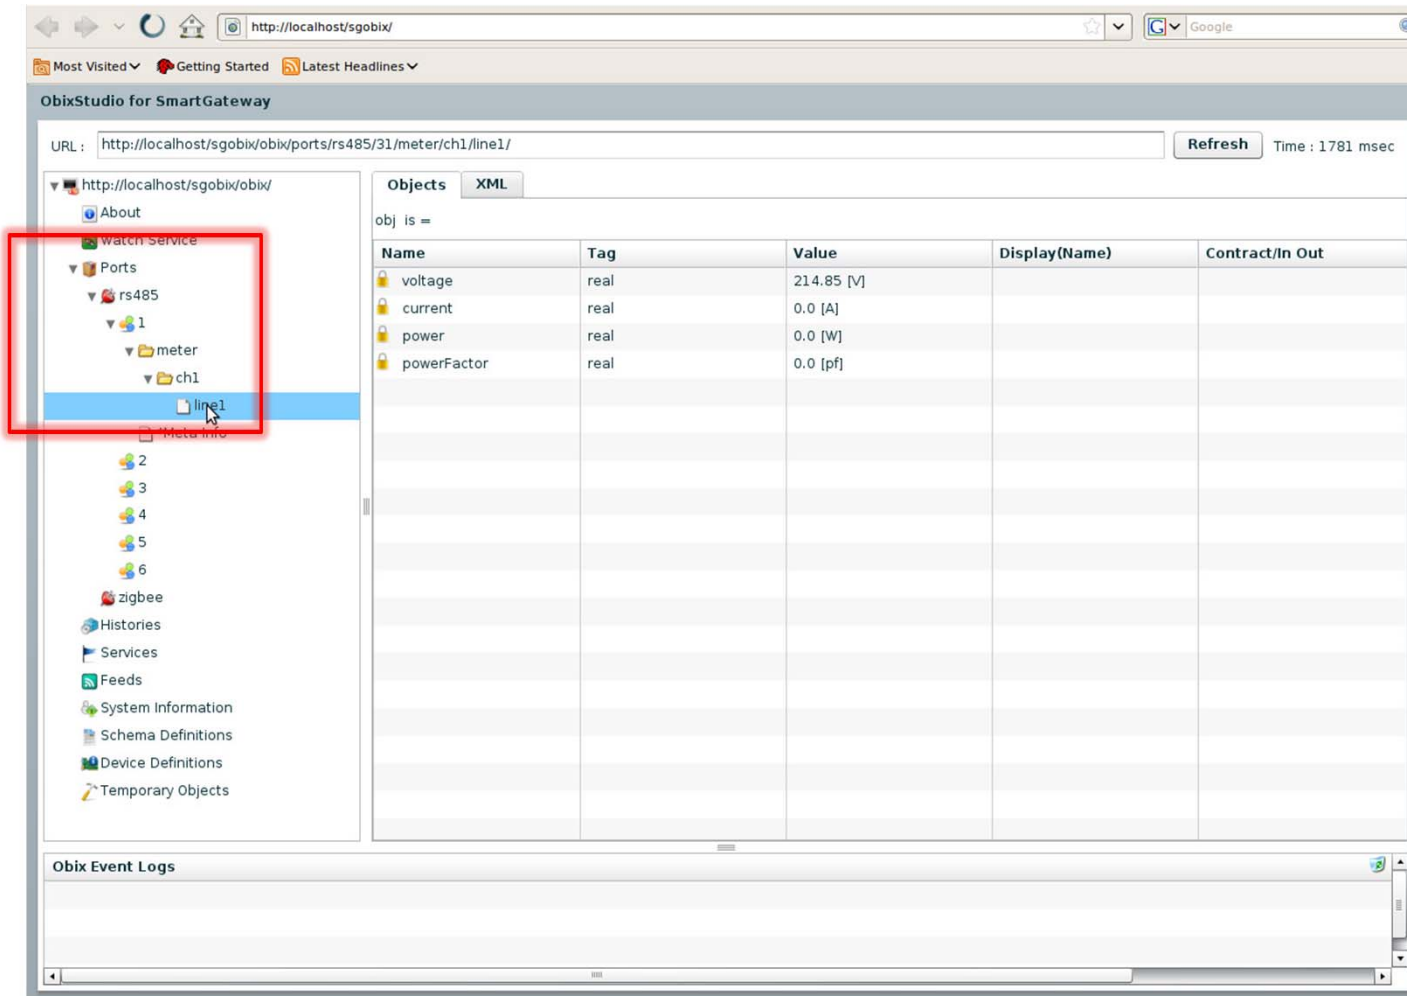 http://localhost/sgobix/
G Google
Most Visited Getting Started Latest Headlines
ObixStudio for SmartGateway
URL : http://localhost/sgobix/obix/ports/rs485/31/meter/ch1/line1/ Refresh Time : 1781 msec
http://localhost/sgobix/obix/
About
Watch Service
Ports
rs485
1
meter
ch1
line1
*Meta Info
2
3
4
5
6
zigbee
Histories
Services
Feeds
System Information
Schema Definitions
Device Definitions
Temporary Objects
Objects XML
obj is =
Name Tag Value Display(Name) Contract/In Out
voltage real 214.85 [V]
current real 0.0 [A]
power real 0.0 [W]
powerFactor real 0.0 [pf]
Obix Event Logs